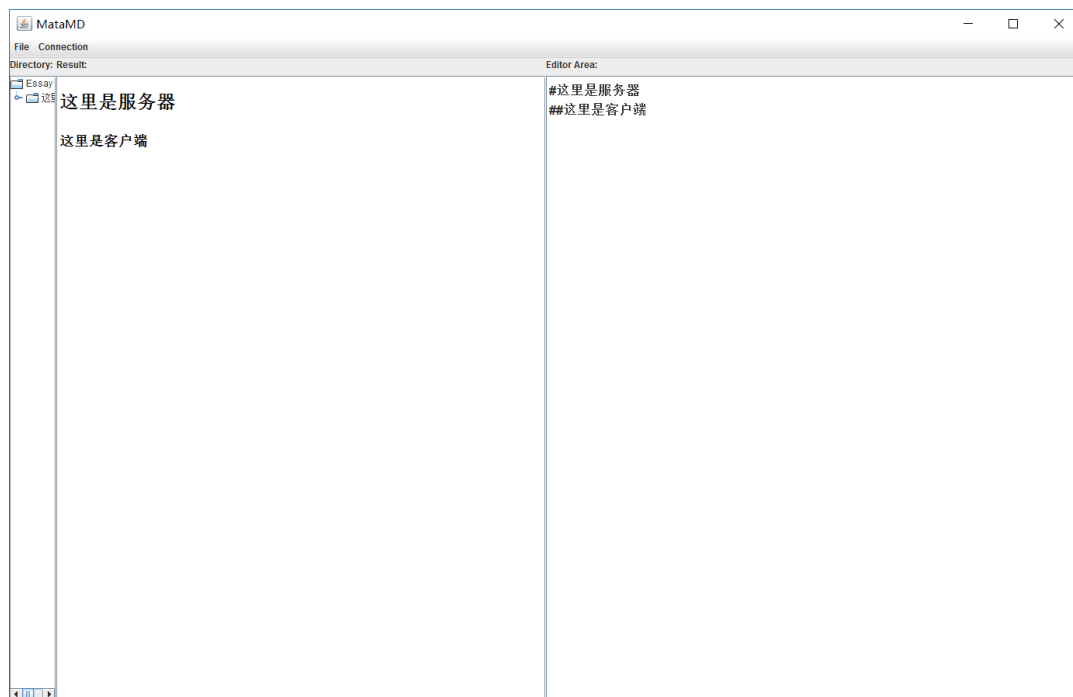 MataMD
File Connection
Directory: Result: Editor Area:
Essay
这
这里是服务器
这里是客户端
#这里是服务器
##这里是客户端